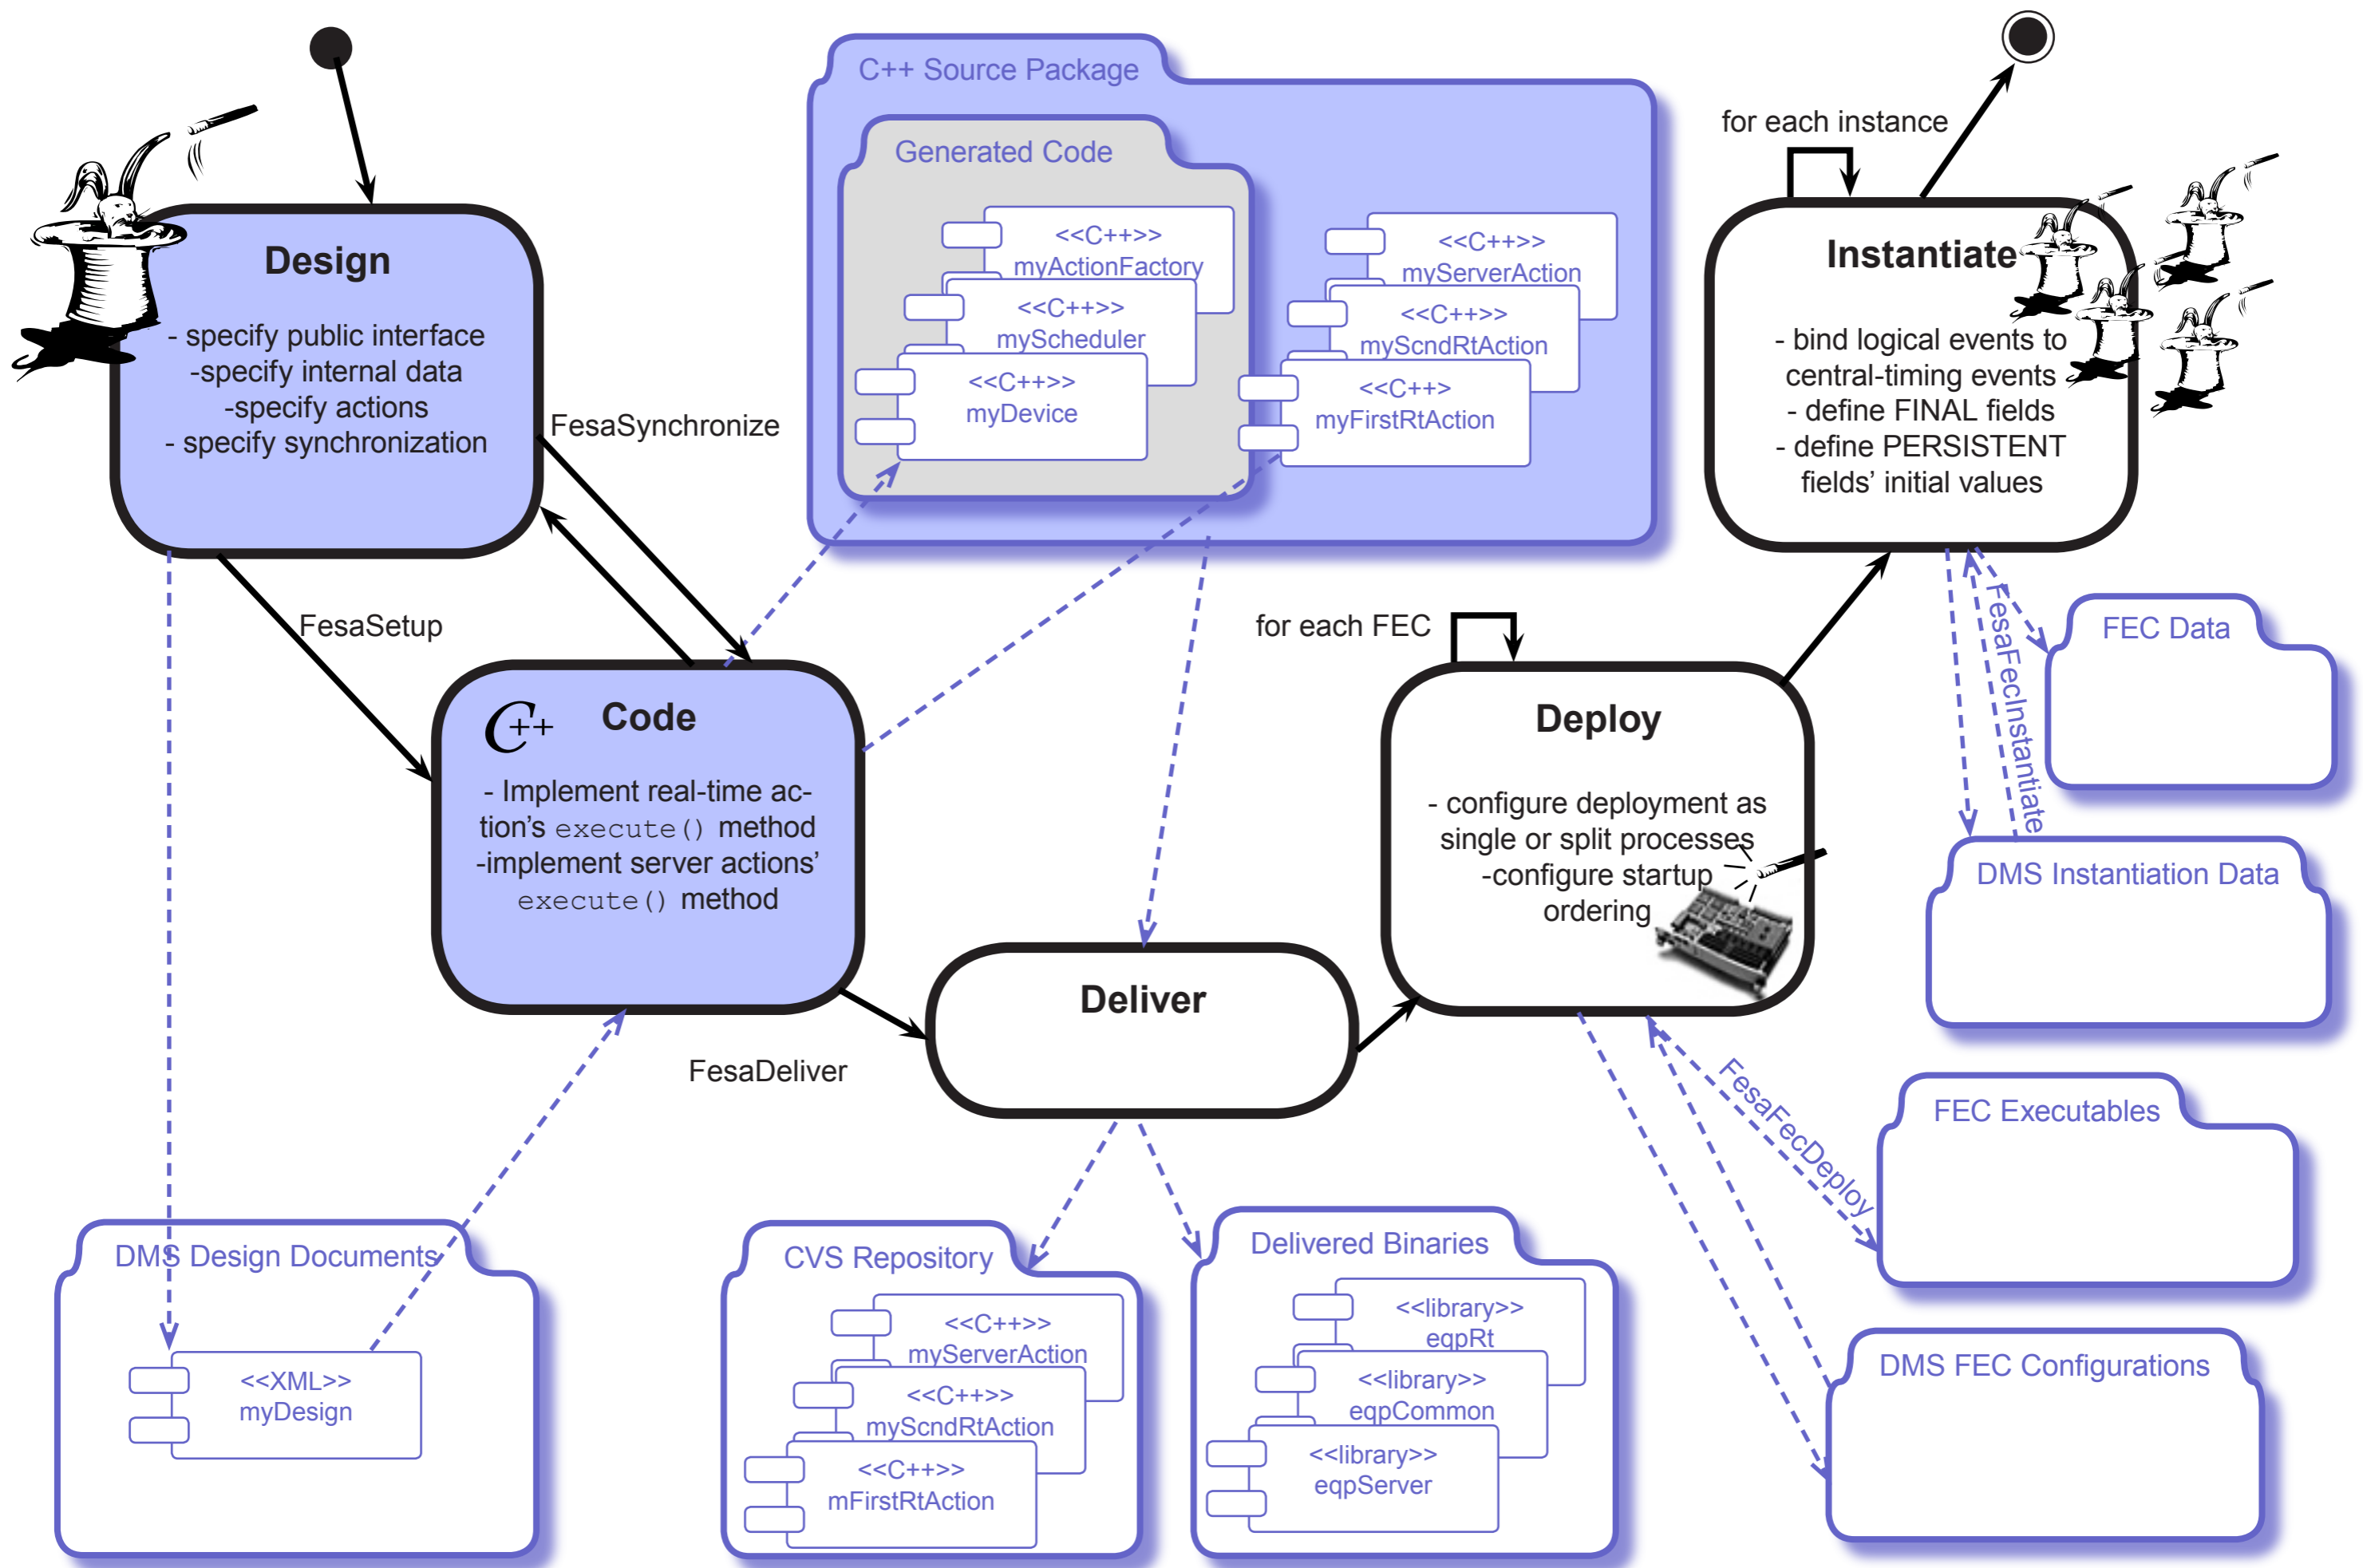 C++ Source Package
Generated Code
<<C++>>
myActionFactory
<<C++>>
myScheduler
<<C++>>
myDevice
<<C++>>
myServerAction
<<C++>>
myScndRtAction
<<C++>
myFirstRtAction
for each instance
Design
- specify public interface
-specify internal data
-specify actions
- specify synchronization
Instantiate
- bind logical events to
central-timing events
- define FINAL fields
- define PERSISTENT
fields’ initial values
FesaSynchronize
FesaSetup
for each FEC
C++
Code
- Implement real-time ac-
tion’s execute() method
-implement server actions’
execute() method
Deploy
- configure deployment as
single or split processes
-configure startup
ordering
FesaFecInstantiate
FEC Data
DMS Instantiation Data
Deliver
FesaDeliver
FesaFecDeploy
FEC Executables
DMS FEC Configurations
DMS Design Documents
<<XML>>
myDesign
CVS Repository
<<C++>>
myServerAction
<<C++>>
myScndRtAction
<<C++>>
mFirstRtAction
Delivered Binaries
<<library>>
eqpRt
<<library>>
eqpCommon
<<library>>
eqpServer